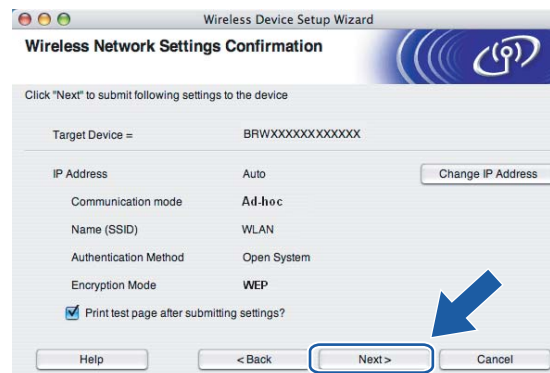 Wireless Device Setup Wizard
Wireless Network Settings Confirmation
Click "Next" to submit following settings to the device
Target Device = BRWXXXXXXXXXXXX
IP Address Auto Change IP Address
Communication mode Ad-hoc
Name (SSID) WLAN
Authentication Method Open System
Encryption Mode WEP
Print test page after submitting settings?
Help < Back Next > Cancel